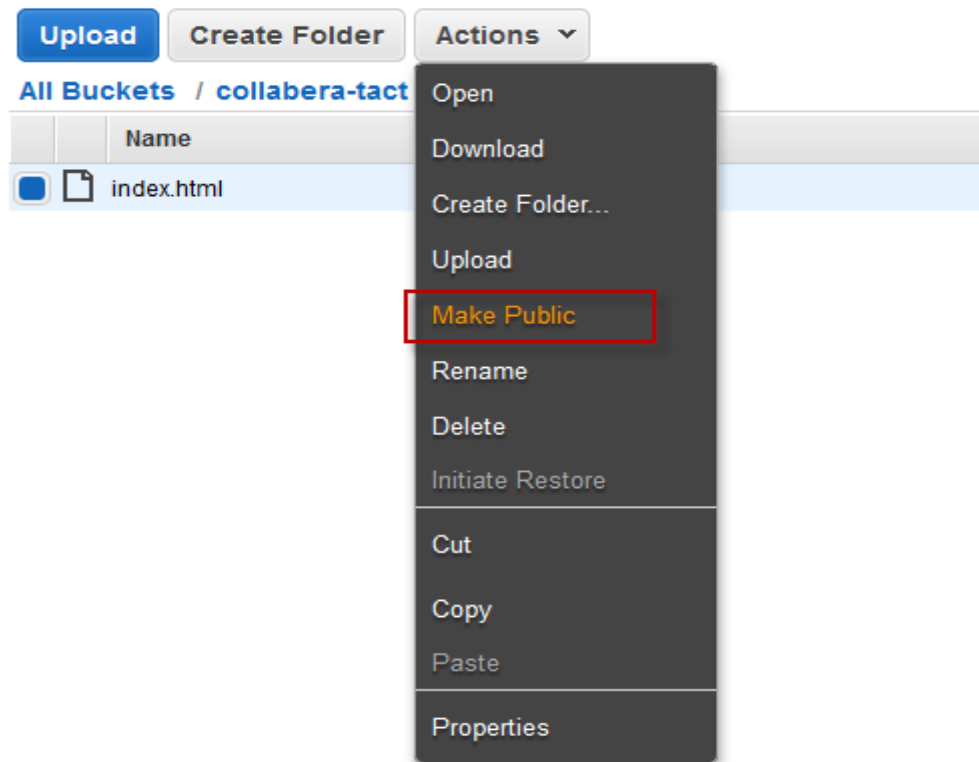 Upload Create Folder Actions
All Buckets / collabera-tact
Name
index.html
Open
Download
Create Folder...
Upload
Make Public
Rename
Delete
Initiate Restore
Cut
Copy
Paste
Properties